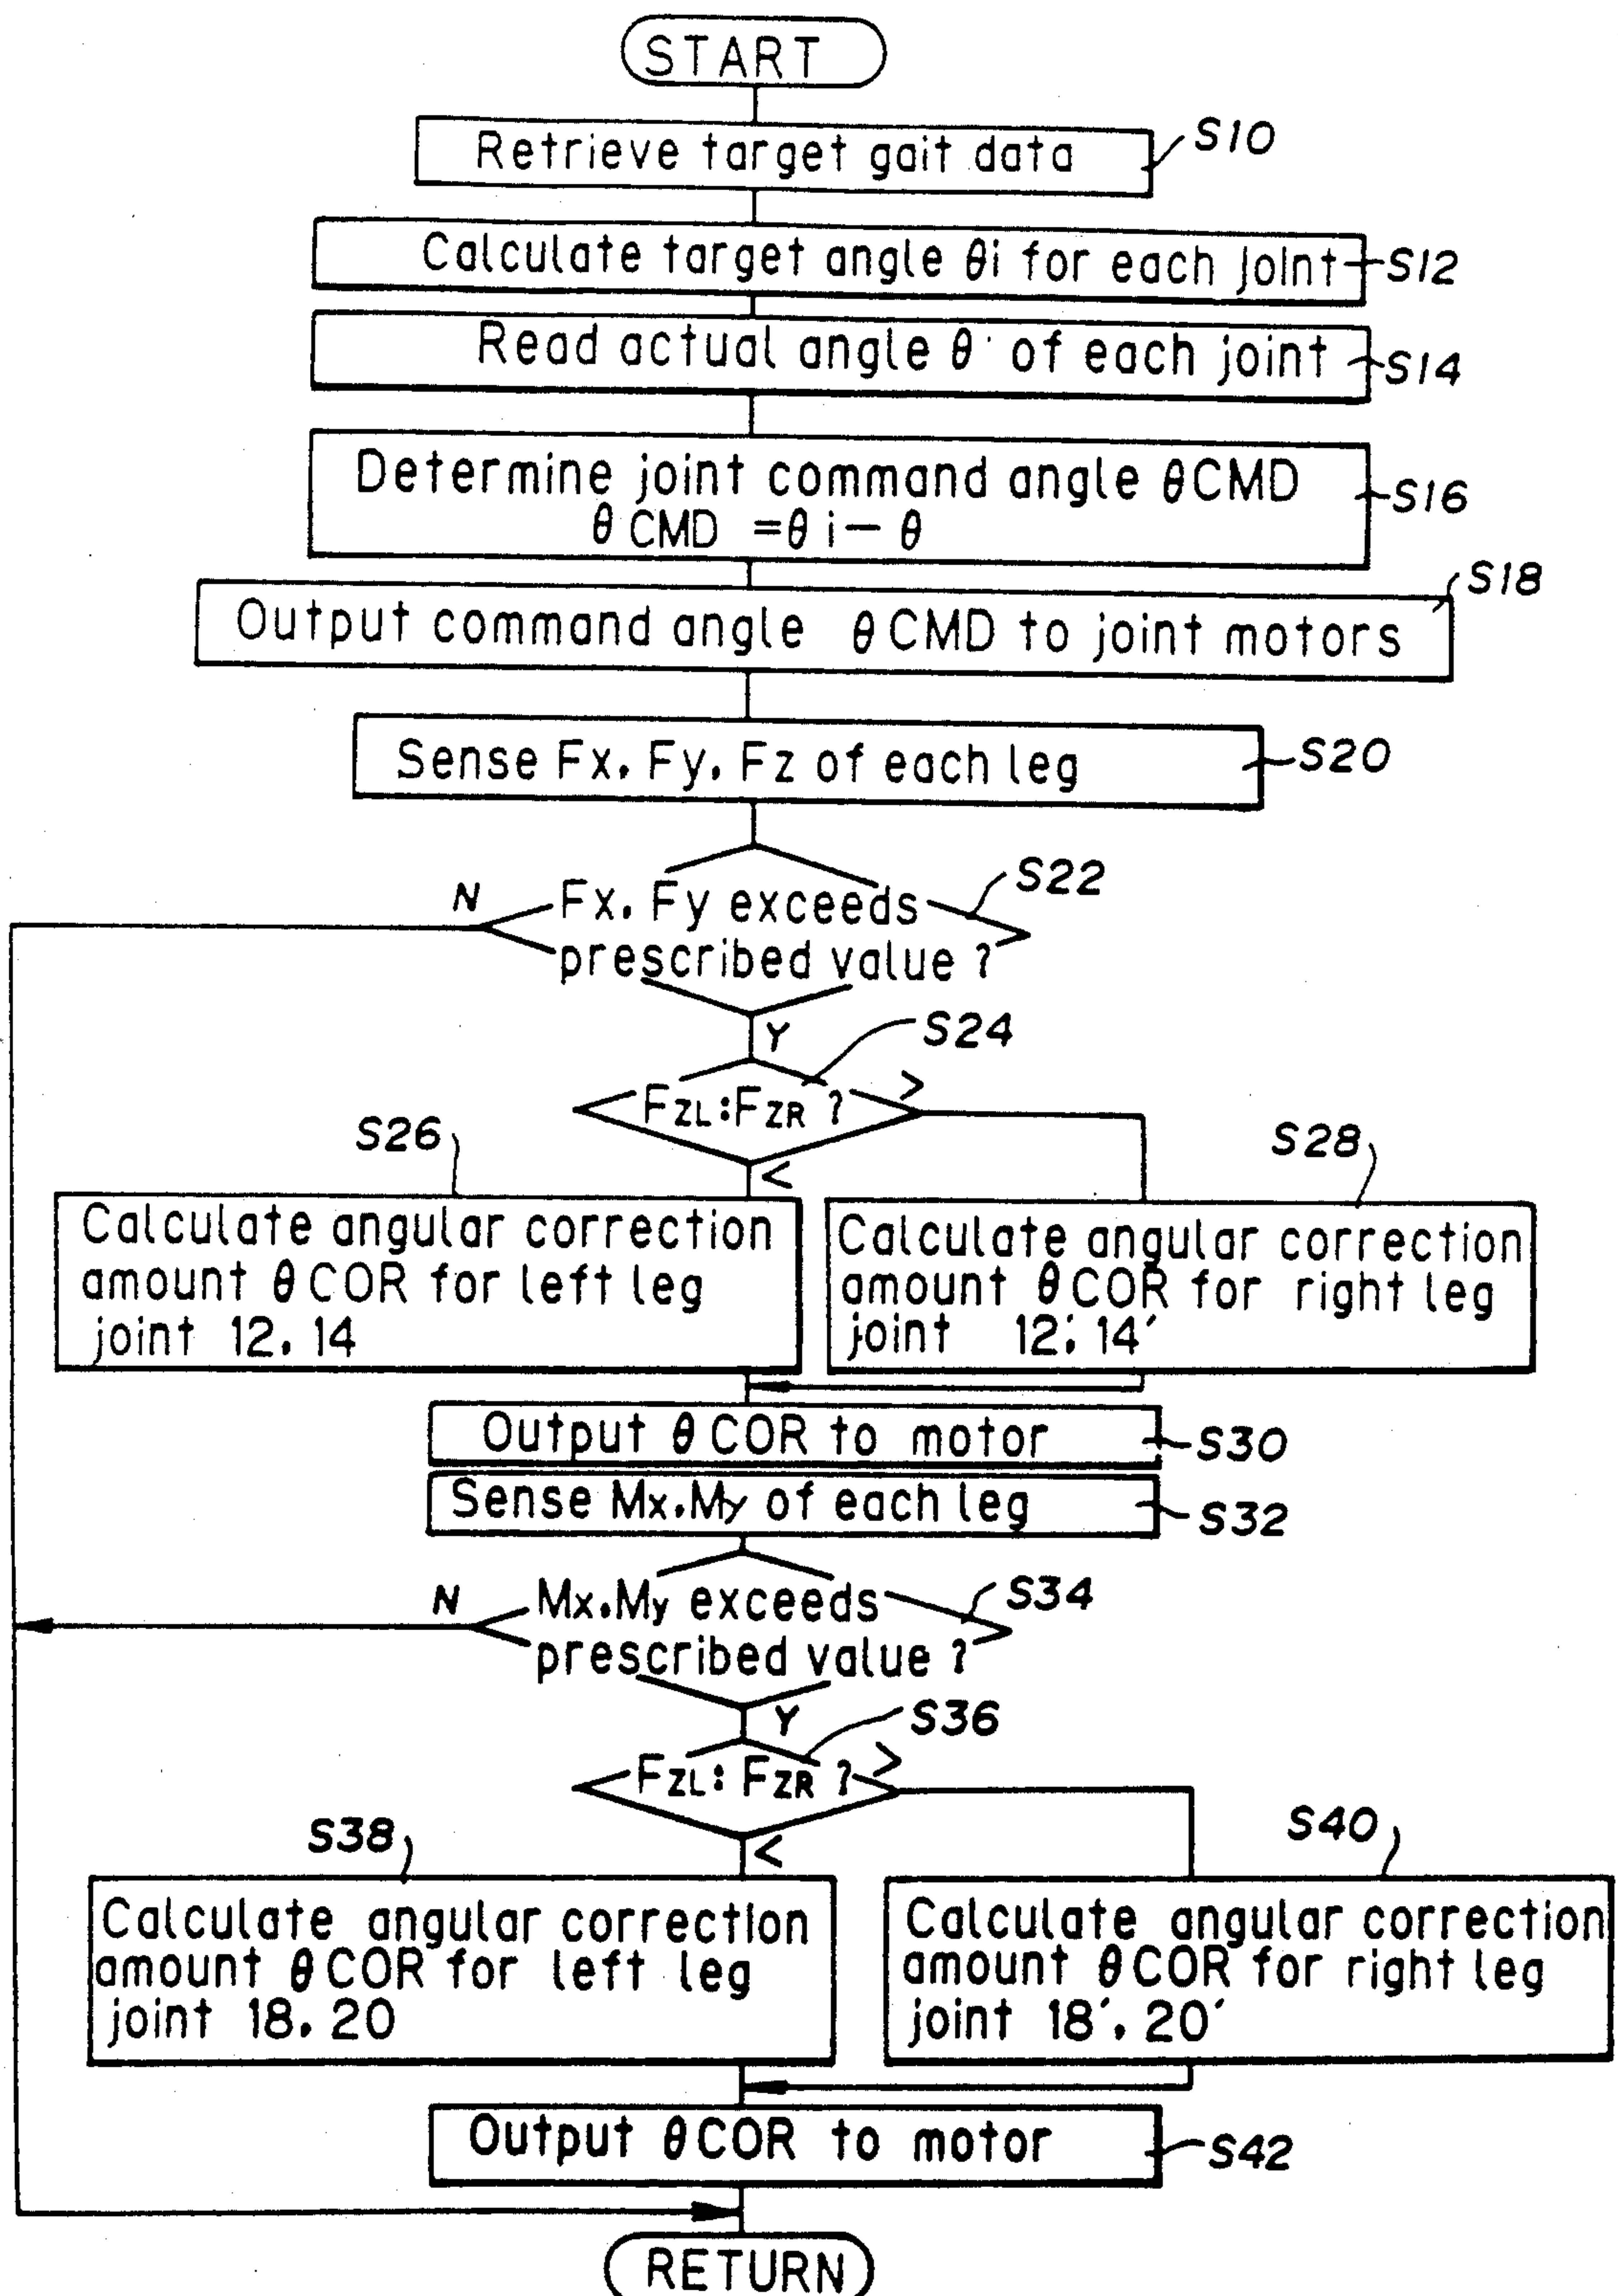 START
Retrieve target gait data
S10
Calculate target angle θi for each joint
S12
Read actual angle θ of each joint
S14
Determine joint command angle θCMD
θ CMD = θ i - θ
S16
Output command angle θCMD to joint motors
S18
Sense Fx. Fy. Fz of each leg
S20
Fx. Fy exceeds
prescribed value ?
N
S22
Y
S24
FZL:FZR ?
>
<
S26
Calculate angular correction
amount θCOR for left leg
joint 12. 14
S28
Calculate angular correction
amount θCOR for right leg
joint 12'. 14'
Output θCOR to motor
S30
Sense Mx.My of each leg
S32
Mx.My exceeds
prescribed value ?
N
S34
Y
S36
FZL: FZR ?
>
<
S38
Calculate angular correction
amount θCOR for left leg
joint 18. 20
S40
Calculate angular correction
amount θCOR for right leg
joint 18'. 20'
Output θCOR to motor
S42
RETURN